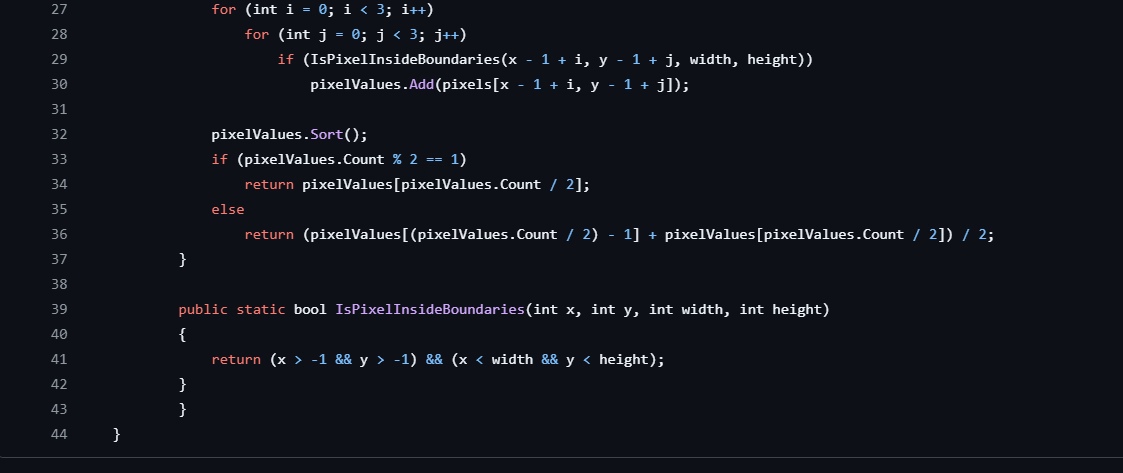 27 for (int i = 0; i < 3; i++)
28 for (int j = 0; j < 3; j++)
29 if (IsPixelInsideBoundaries(x - 1 + i, y - 1 + j, width, height))
30 pixelValues.Add(pixels[x - 1 + i, y - 1 + j]);
31
32 pixelValues.Sort();
33 if (pixelValues.Count % 2 == 1)
34 return pixelValues[pixelValues.Count / 2];
35 else
36 return (pixelValues[(pixelValues.Count / 2) - 1] + pixelValues[pixelValues.Count / 2]) / 2;
37 }
38
39 public static bool IsPixelInsideBoundaries(int x, int y, int width, int height)
40 {
41 return (x > -1 && y > -1) && (x < width && y < height);
42 }
43 }
44 }